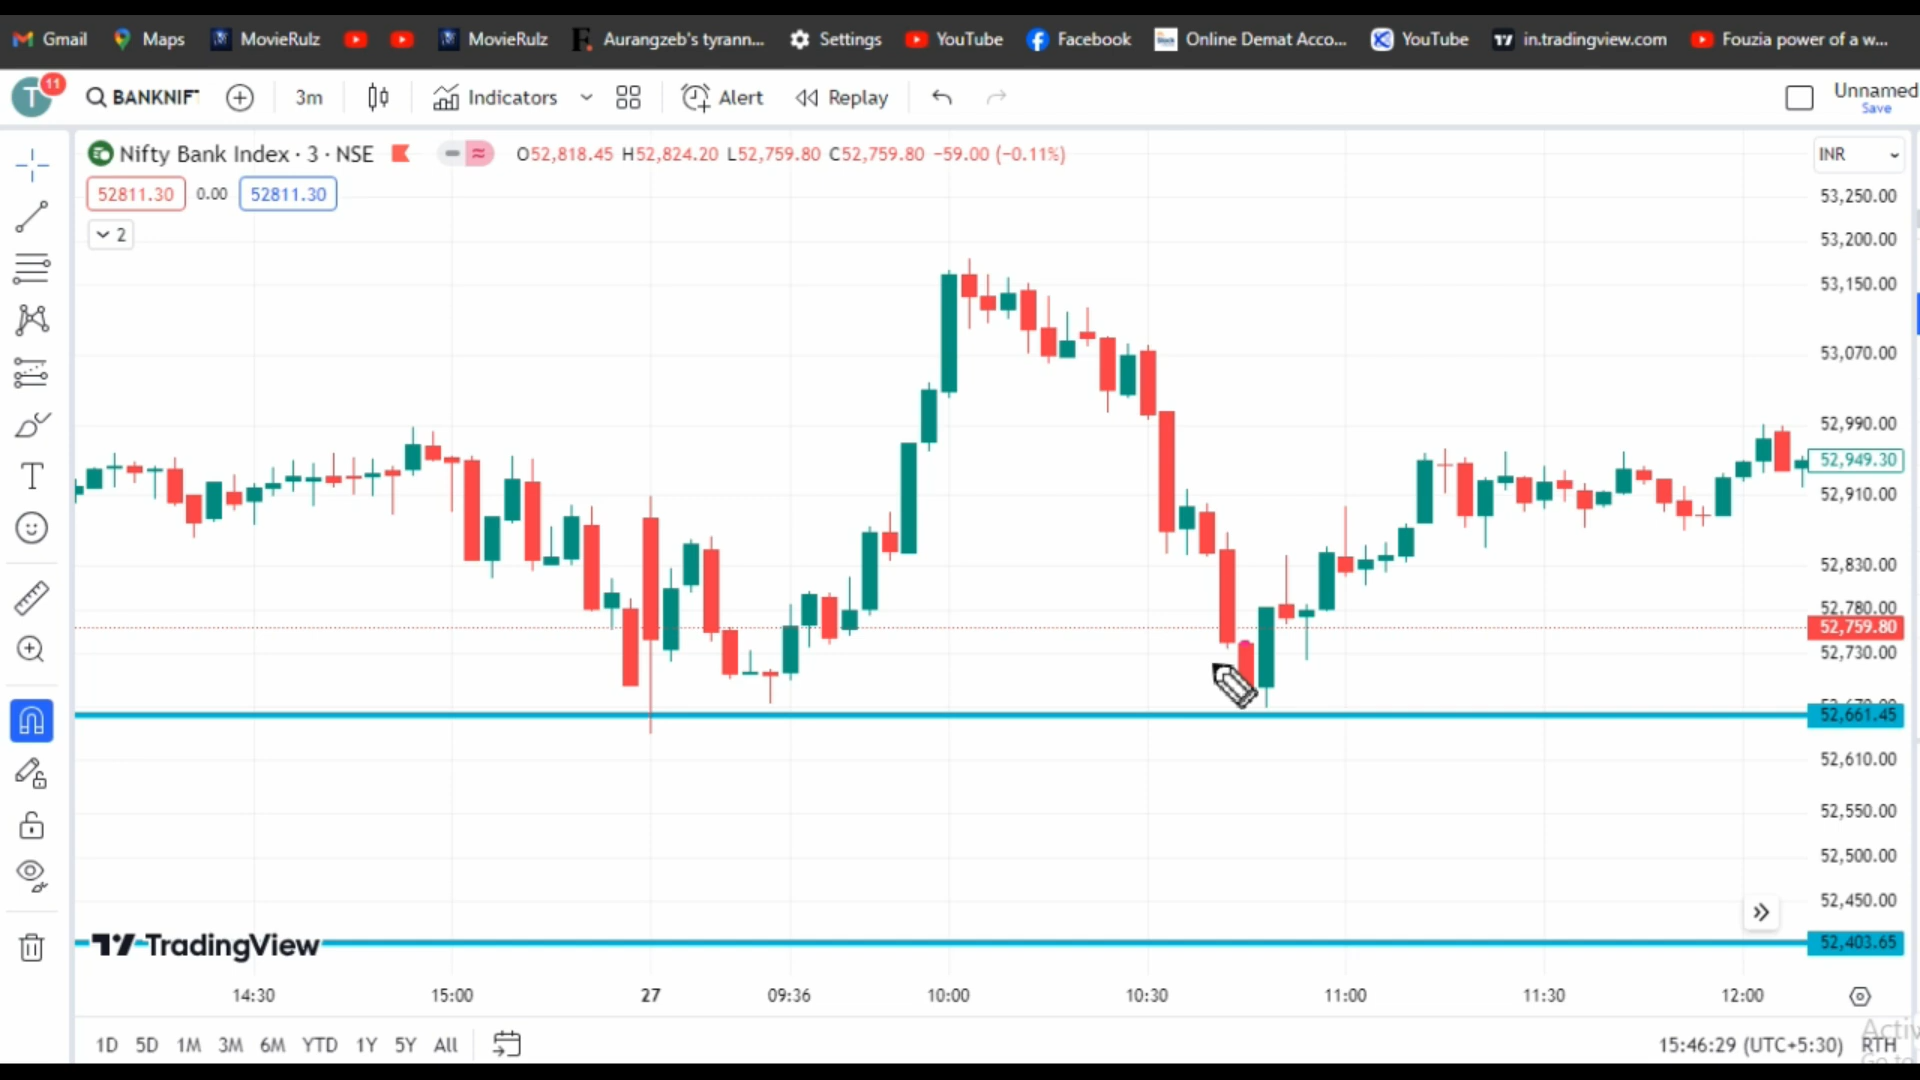 Gmail Maps MovieRulz MovieRulz Aurangzeb's tyrann... Settings YouTube Facebook Online Demat Acco... YouTube in.tradingview.com Fouzia power of a w...
T 11 BANKNIF 3m Indicators Alert Replay Unnamed
Save
Nifty Bank Index · 3 · NSE O52,818.45 H52,824.20 L52,759.80 C52,759.80 −59.00 (−0.11%) INR
52811.30 0.00 52811.30
2
53,250.00
53,200.00
53,150.00
53,070.00
52,990.00
52,949.30
52,910.00
52,830.00
52,780.00
52,759.80
52,730.00
52,661.45
52,610.00
52,550.00
52,500.00
52,450.00
52,403.65
TradingView
14:30 15:00 27 09:36 10:00 10:30 11:00 11:30 12:00
1D 5D 1M 3M 6M YTD 1Y 5Y All 15:46:29 (UTC+5:30) RTH